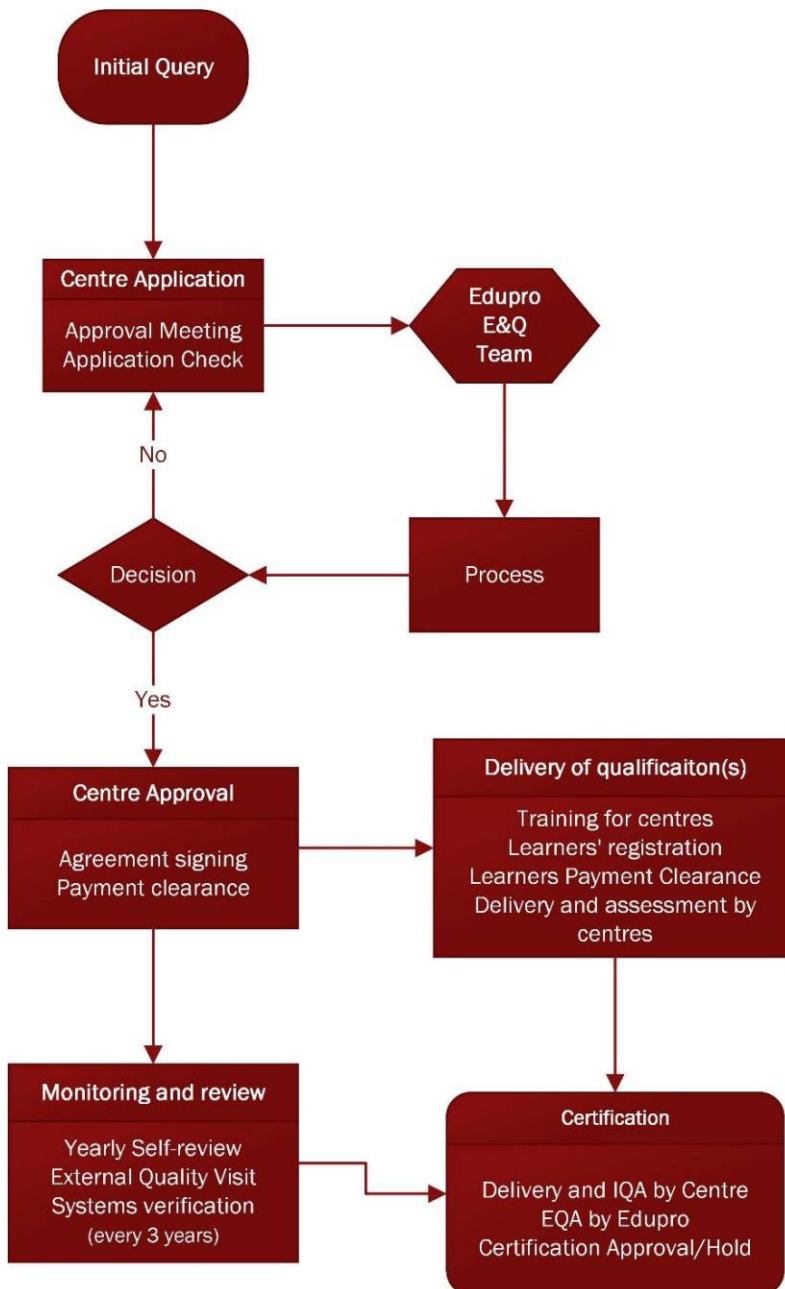 Initial Query
Centre Application
Approval Meeting
Application Check
Edupro
E&Q
Team
No
Decision
Process
Yes
Centre Approval
Agreement signing
Payment clearance
Delivery of qualificaiton(s)
Training for centres
Learners' registration
Learners Payment Clearance
Delivery and assessment by
centres
Monitoring and review
Yearly Self-review
External Quality Visit
Systems verification
(every 3 years)
Certification
Delivery and IQA by Centre
EQA by Edupro
Certification Approval/Hold